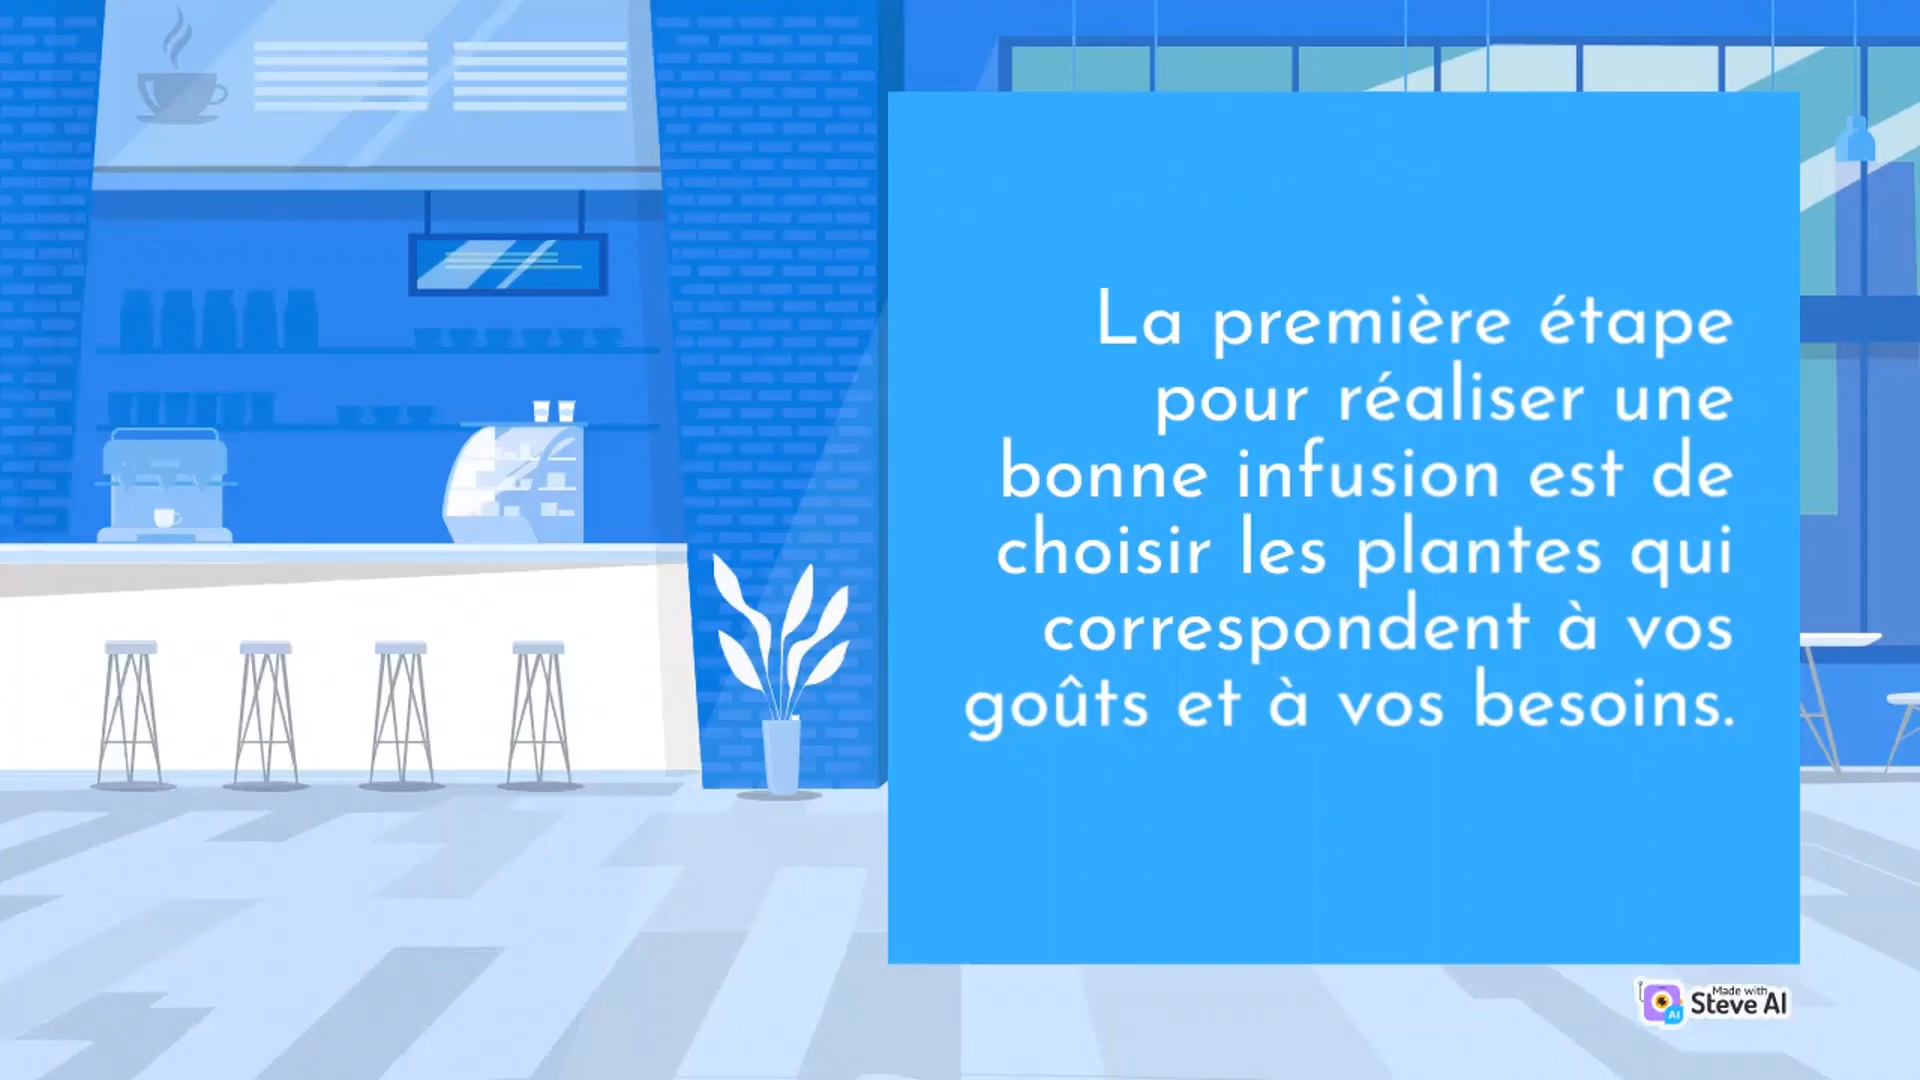 La première étape
pour réaliser une
bonne infusion est de
choisir les plantes qui
correspondent à vos
goûts et à vos besoins.
Made with
Steve AI
AI